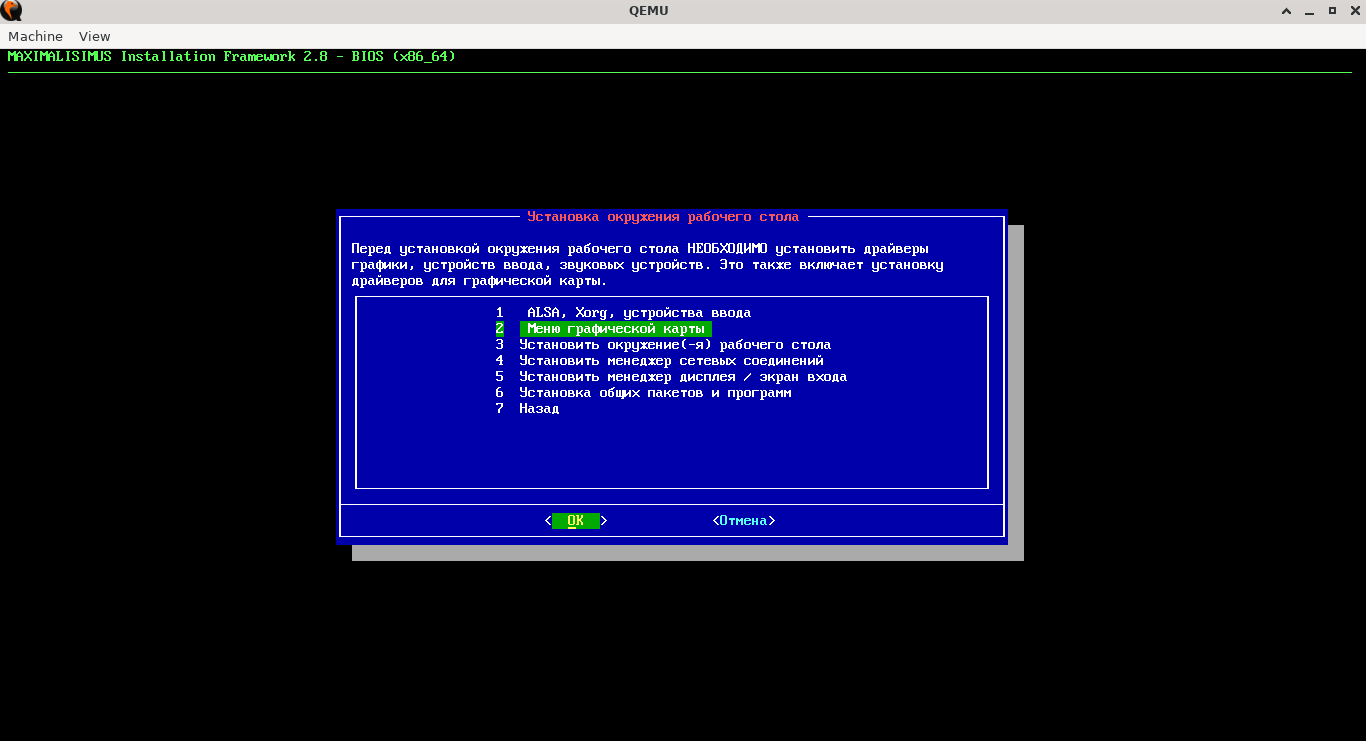 QEMU
Machine View
MAXIMALISIMUS Installation Framework 2.8 - BIOS (x86_64)
Установка окружения рабочего стола
Перед установкой окружения рабочего стола НЕОБХОДИМО установить драйверы
графики, устройств ввода, звуковых устройств. Это также включает установку
драйверов для графической карты.
1 ALSA, Xorg, устройства ввода
2 Меню графической карты
3 Установить окружение(-я) рабочего стола
4 Установить менеджер сетевых соединений
5 Установить менеджер дисплея / экран входа
6 Установка общих пакетов и программ
7 Назад
< OK > <Отмена>